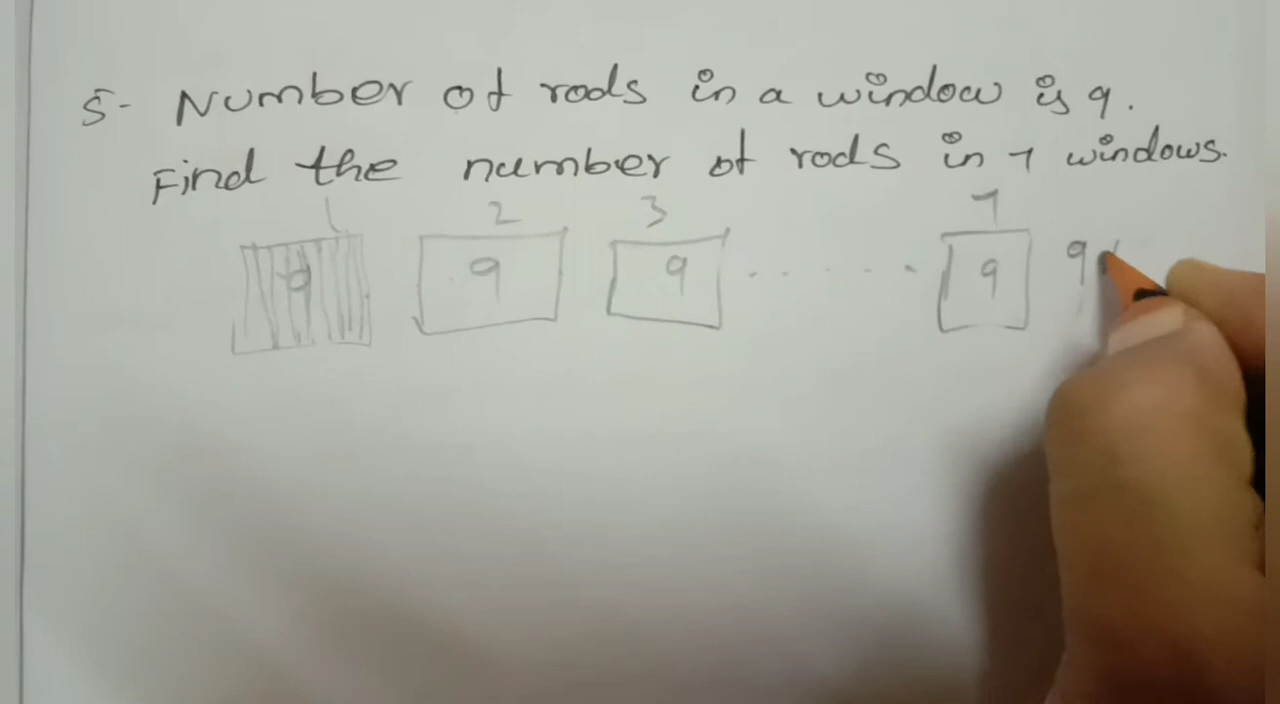 5- Number of rods in a window is 9.
Find the number of rods in 7 windows.
1 2 3 7
9 9 9 ....... 9 9